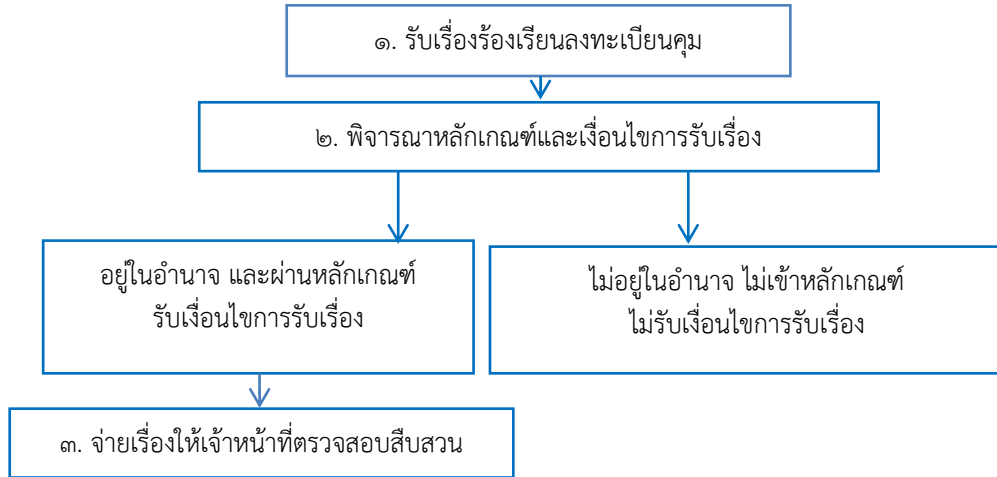 ๑. รับเรื่องร้องเรียนลงทะเบียนคุม
๒. พิจารณาหลักเกณฑ์และเงื่อนไขการรับเรื่อง
อยู่ในอำนาจ และผ่านหลักเกณฑ์
รับเงื่อนไขการรับเรื่อง
ไม่อยู่ในอำนาจ ไม่เข้าหลักเกณฑ์
ไม่รับเงื่อนไขการรับเรื่อง
๓. จ่ายเรื่องให้เจ้าหน้าที่ตรวจสอบสืบสวน